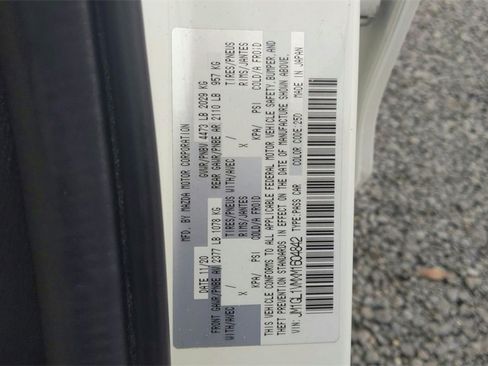 MFD. BY: MAZDA MOTOR CORPORATION
DATE 11/20 GVWR/PNBV 4473 LB 2029 KG
FRONT GAWR/PNBE AV 2377 LB 1078 KG REAR GAWR/PNBE AR 2110 LB 957 KG
WITH/AVEC TIRES/PNEUS WITH/AVEC TIRES/PNEUS
/ X RIMS/JANTES / X RIMS/JANTES
KPA/ PSI COLD/A FROID KPA/ PSI COLD/A FROID
THIS VEHICLE CONFORMS TO ALL APPLICABLE FEDERAL MOTOR VEHICLE SAFETY, BUMPER, AND
THEFT PREVENTION STANDARDS IN EFFECT ON THE DATE OF MANUFACTURE SHOWN ABOVE.
VIN: JM1GL1VMXM1604842 TYPE: PASS CAR COLOR CODE: 25D MADE IN JAPAN